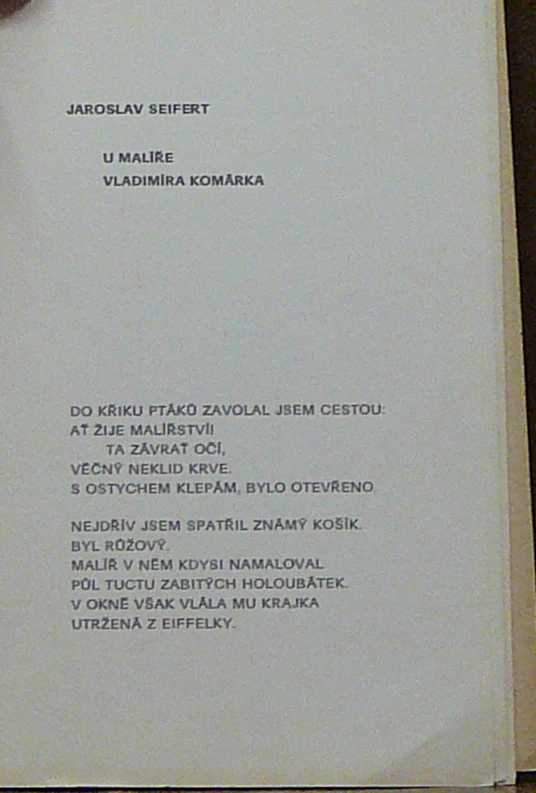 JAROSLAV SEIFERT
U MALÍŘE
VLADIMÍRA KOMÁRKA
DO KŘIKU PTÁKŮ ZAVOLAL JSEM CESTOU:
AŤ ŽIJE MALÍŘSTVÍ!
TA ZÁVRAŤ OČÍ,
VĚČNÝ NEKLID KRVE.
S OSTYCHEM KLEPÁM, BYLO OTEVŘENO.
NEJDŘÍV JSEM SPATŘIL ZNÁMÝ KOŠÍK.
BYL RŮŽOVÝ.
MALÍŘ V NĚM KDYSI NAMALOVAL
PŮL TUCTU ZABITÝCH HOLOUBÁTEK.
V OKNĚ VŠAK VLÁLA MU KRAJKA
UTRŽENÁ Z EIFFELKY.